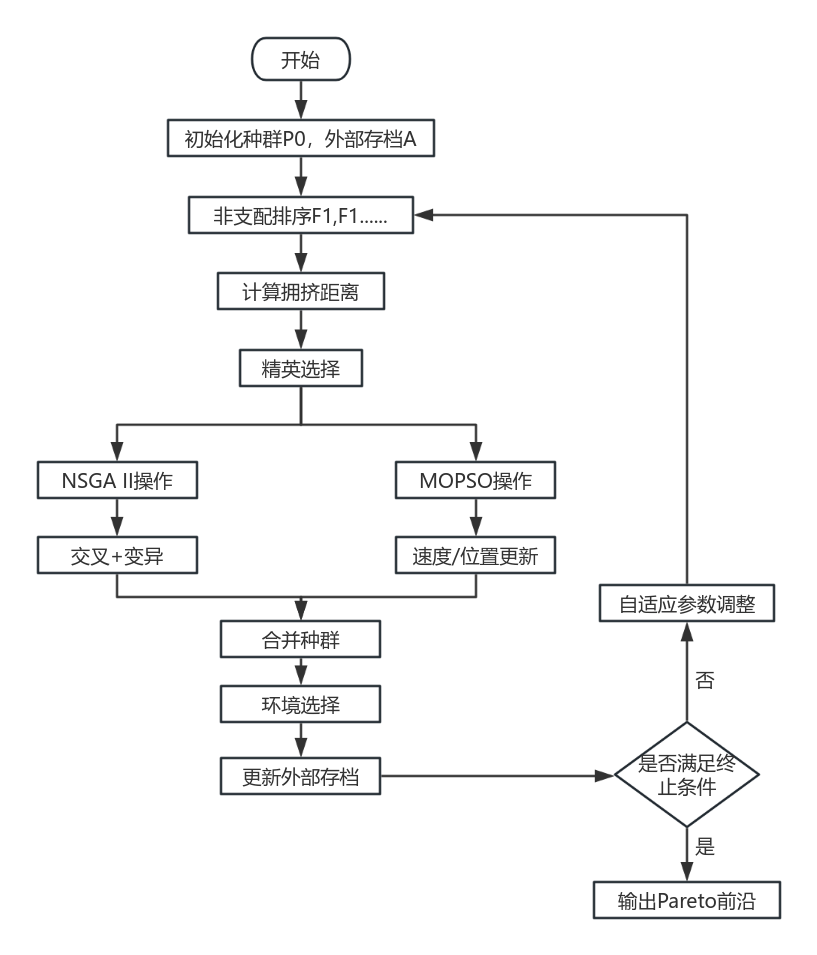 开始
初始化种群P0，外部存档A
非支配排序F1,F1......
计算拥挤距离
精英选择
NSGA II操作
MOPSO操作
交叉+变异
速度/位置更新
自适应参数调整
合并种群
否
环境选择
是否满足终
止条件
更新外部存档
是
输出Pareto前沿